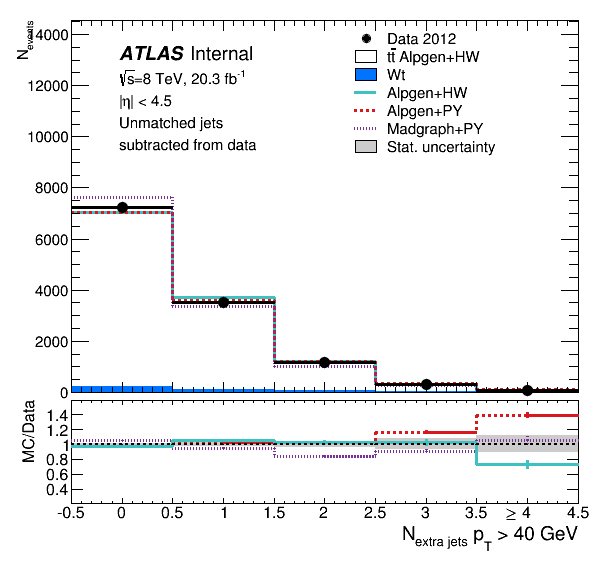 N_events
14000
12000
10000
8000
6000
4000
2000
0
ATLAS Internal
√s=8 TeV, 20.3 fb⁻¹
|η| < 4.5
Unmatched jets
subtracted from data
Data 2012
tt̄ Alpgen+HW
Wt
Alpgen+HW
Alpgen+PY
Madgraph+PY
Stat. uncertainty
MC/Data
1.4
1.2
1
0.8
0.6
0.4
-0.5 0 0.5 1 1.5 2 2.5 3 3.5 ≥ 4 4.5
N_extra jets p_T > 40 GeV